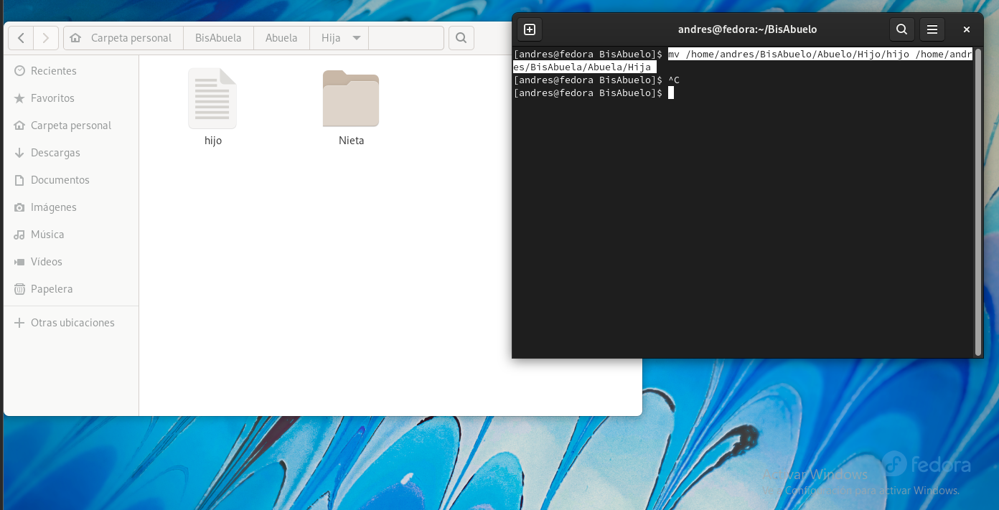 Carpeta personal
BisAbuela
Abuela
Hija
Recientes
Favoritos
Carpeta personal
Descargas
Documentos
Imágenes
Música
Vídeos
Papelera
Otras ubicaciones
hijo
Nieta
andres@fedora:~/BisAbuelo
[andres@fedora BisAbuelo]$ mv /home/andres/BisAbuelo/Abuelo/Hijo/hijo /home/andr
es/BisAbuela/Abuela/Hija
[andres@fedora BisAbuelo]$ ^C
[andres@fedora BisAbuelo]$
fedora
Activar Windows
Ve a Configuración para activar Windows.